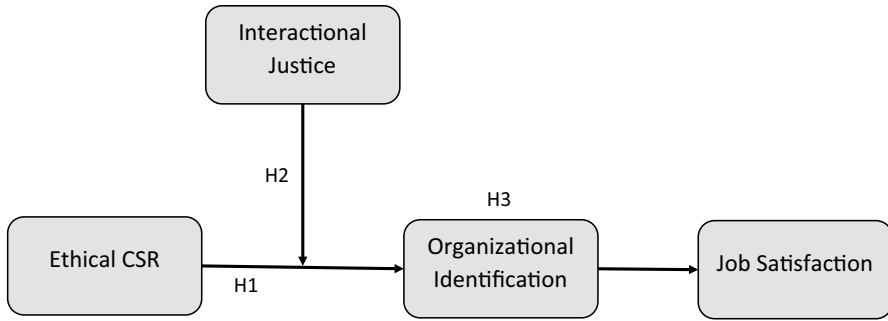 Interactional
Justice
H2
H3
Ethical CSR
H1
Organizational
Identification
Job Satisfaction